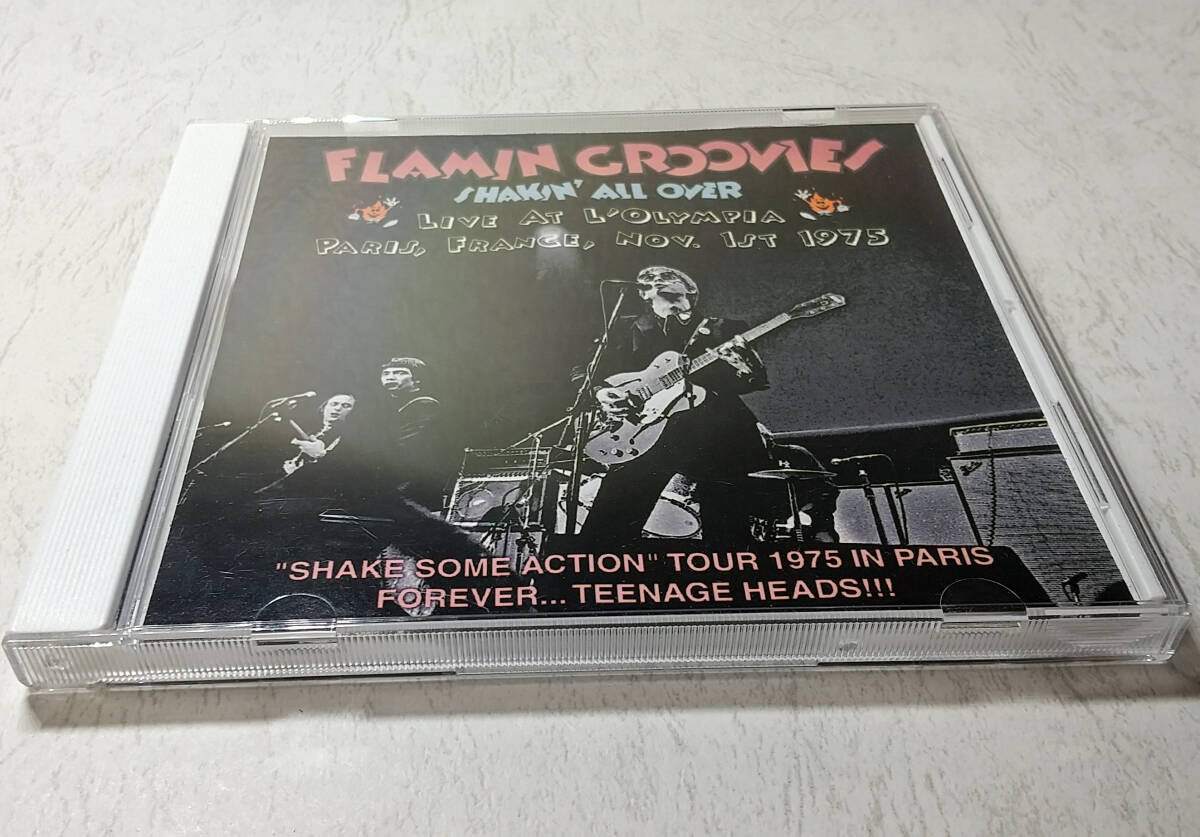 FLAMIN GROOVIES
SHAKIN' ALL OVER
LIVE AT L'OLYMPIA
PARIS, FRANCE, NOV. 1ST 1975
"SHAKE SOME ACTION" TOUR 1975 IN PARIS
FOREVER... TEENAGE HEADS!!!